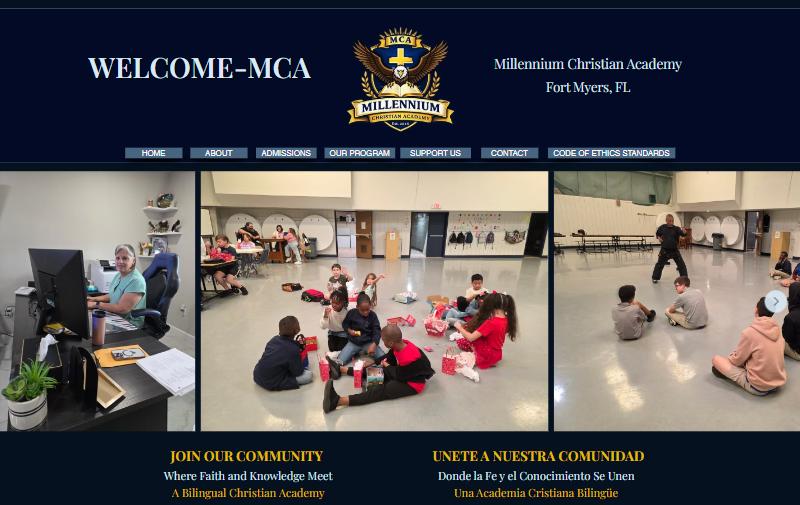 WELCOME-MCA
MCA
MILLENNIUM
CHRISTIAN ACADEMY
Millennium Christian Academy
Fort Myers, FL
HOME
ABOUT
ADMISSIONS
OUR PROGRAM
SUPPORT US
CONTACT
CODE OF ETHICS STANDARDS
JOIN OUR COMMUNITY
Where Faith and Knowledge Meet
A Bilingual Christian Academy
UNETE A NUESTRA COMUNIDAD
Donde la Fe y el Conocimiento Se Unen
Una Academia Cristiana Bilingüe